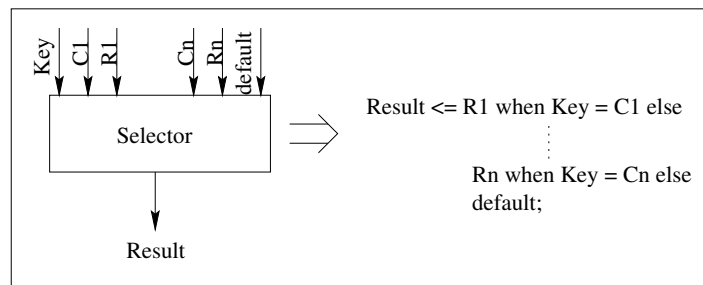 Key
C1
R1
Cn
Rn
default
Selector
Result
Result <= R1 when Key = C1 else
Rn when Key = Cn else
default;